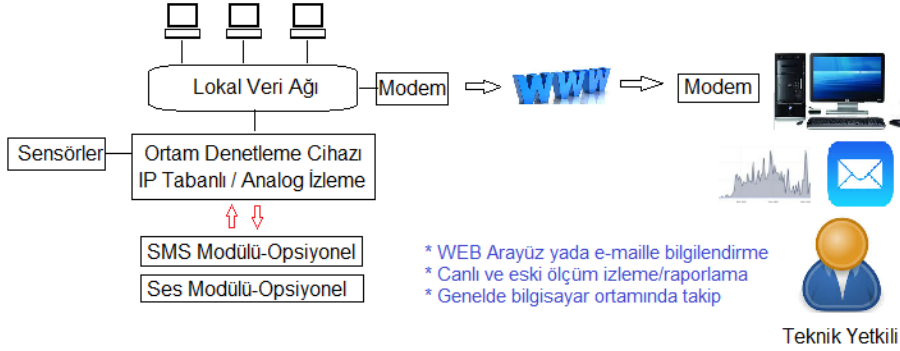 Lokal Veri Ağı
Modem
WWW
Modem
Sensörler
Ortam Denetleme Cihazı
IP Tabanlı / Analog İzleme
SMS Modülü-Opsiyonel
Ses Modülü-Opsiyonel
* WEB Arayüz yada e-maille bilgilendirme
* Canlı ve eski ölçüm izleme/raporlama
* Genelde bilgisayar ortamında takip
Teknik Yetkili